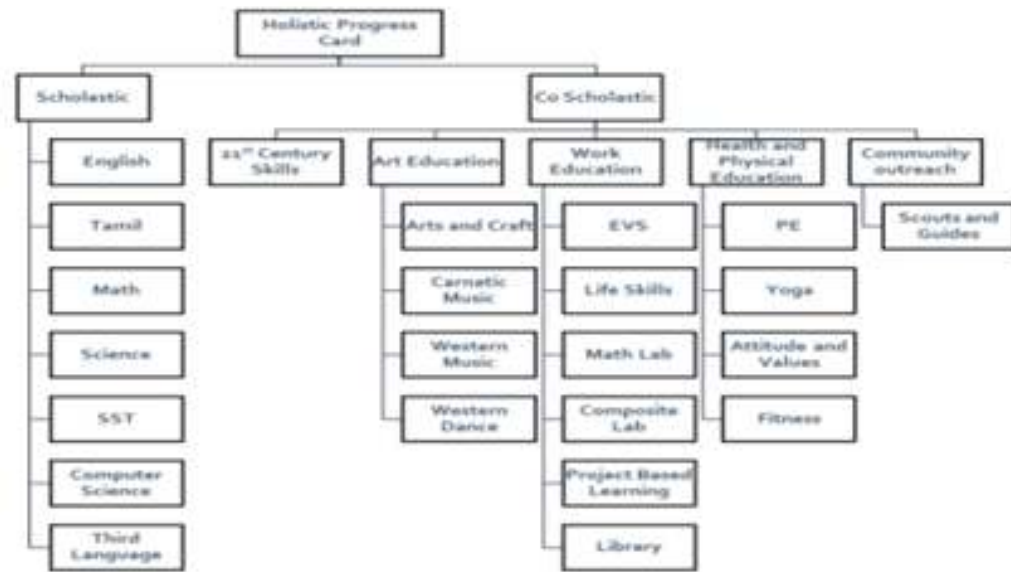 Holistic Progress
Card
Scholastic
Co Scholastic
English
21st Century
Skills
Art Education
Work
Education
Health and
Physical
Education
Community
outreach
Tamil
Arts and Craft
EVS
PE
Scouts and
Guides
Math
Carnatic
Music
Life Skills
Yoga
Science
Western
Music
Math Lab
Attitude and
Values
SST
Western
Dance
Composite
Lab
Fitness
Computer
Science
Project Based
Learning
Third
Language
Library